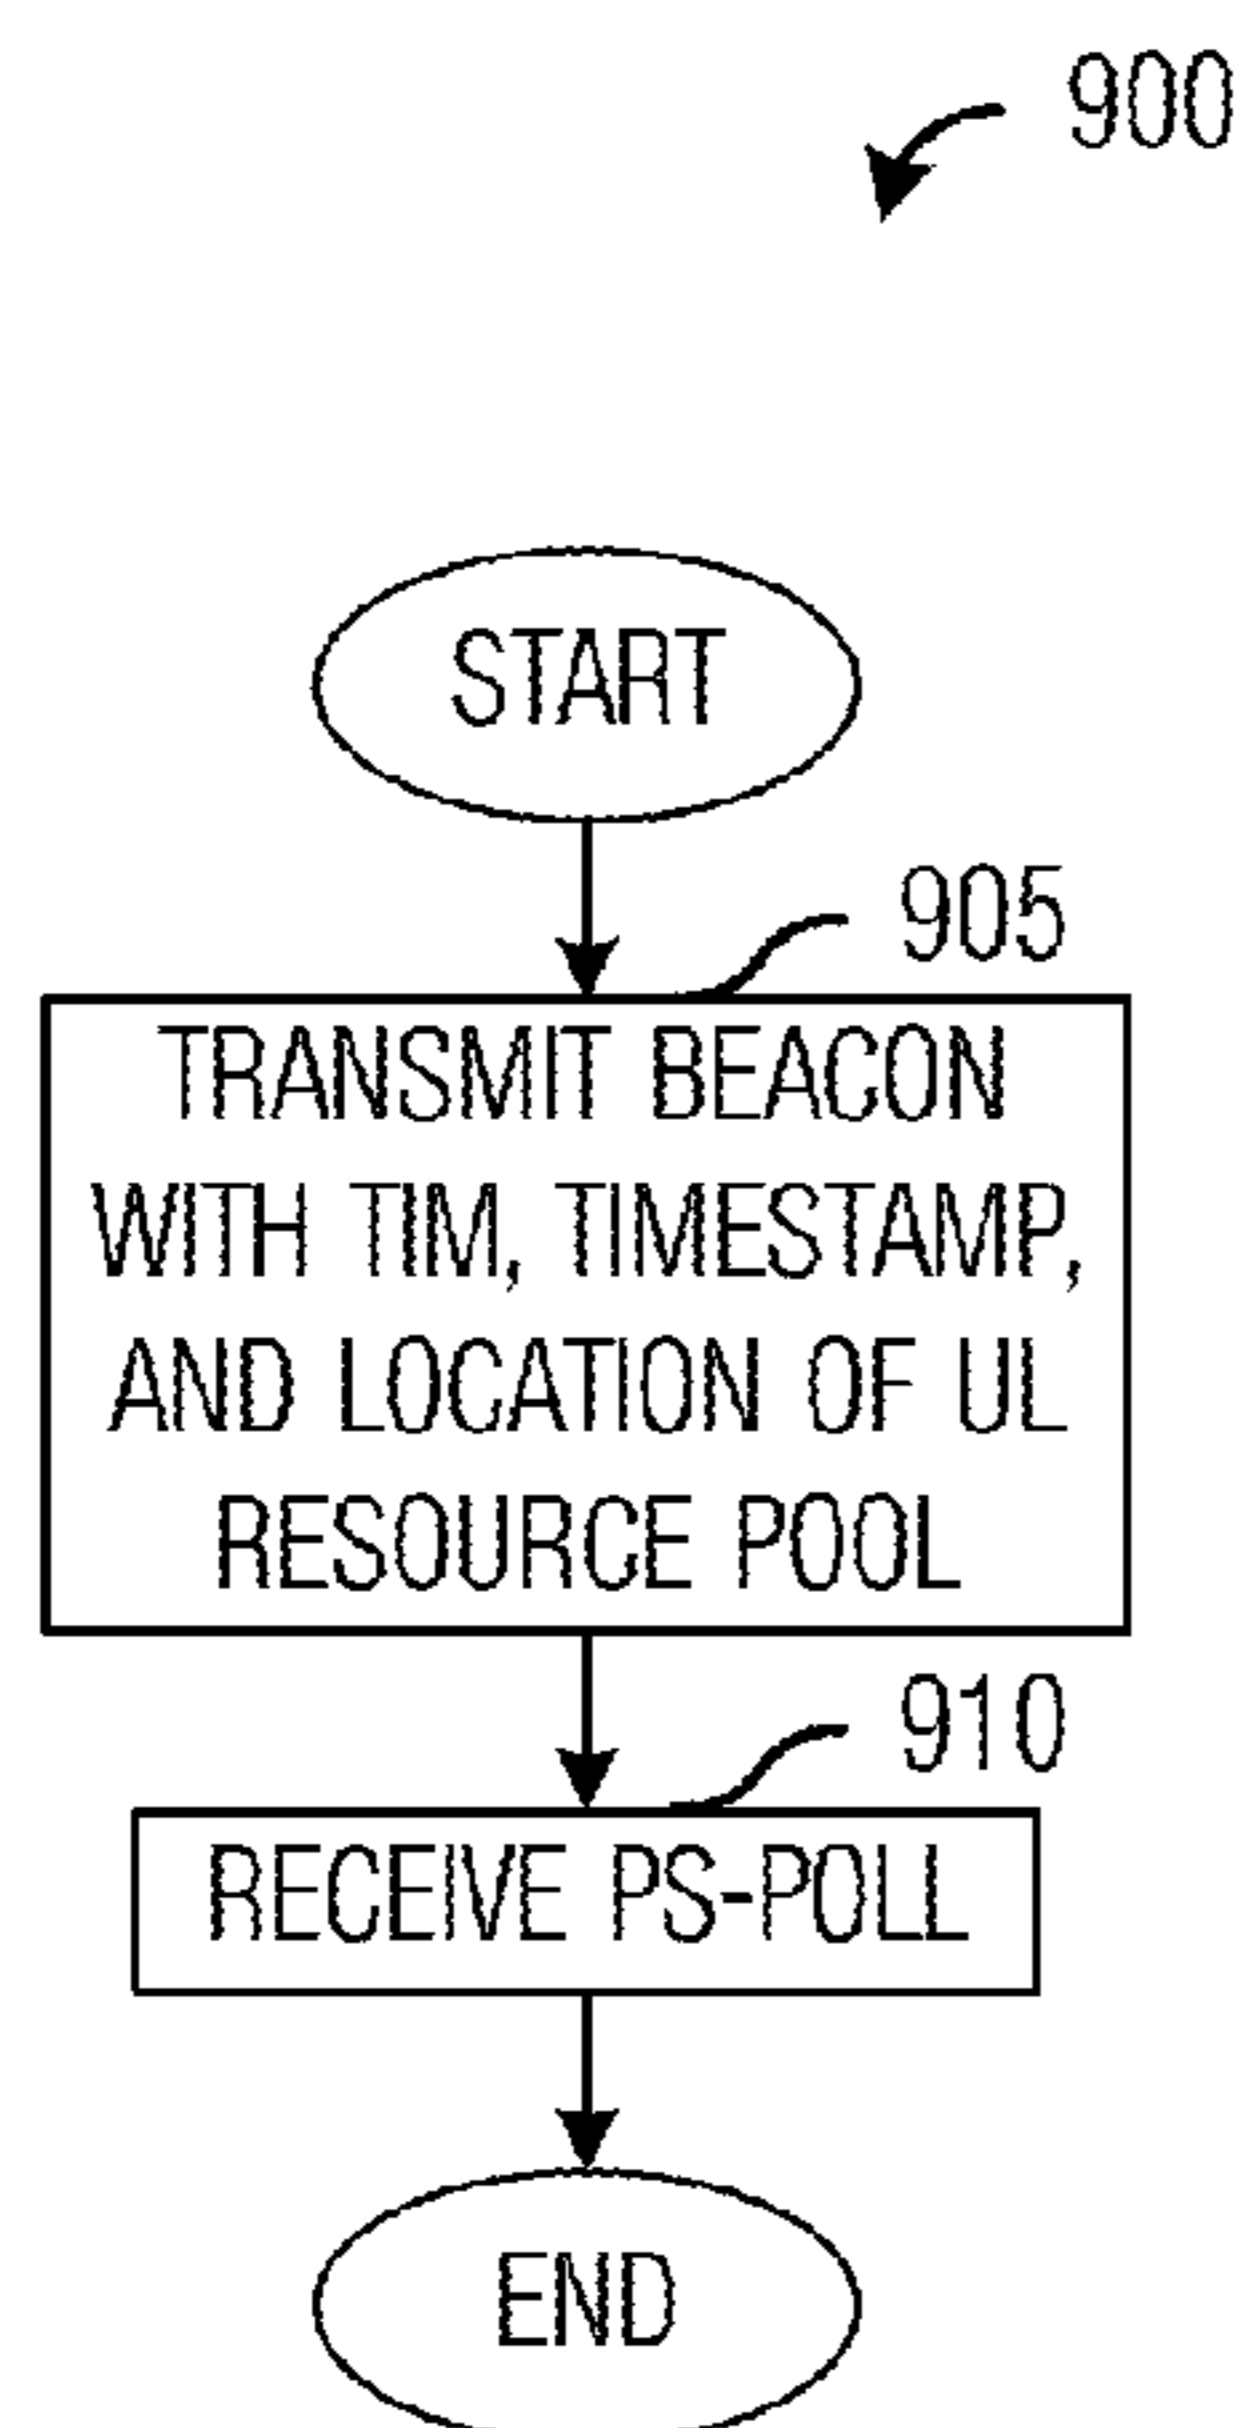 900
START
905
TRANSMIT BEACON
WITH TIM, TIMESTAMP,
AND LOCATION OF UL
RESOURCE POOL
910
RECEIVE PS-POLL
END